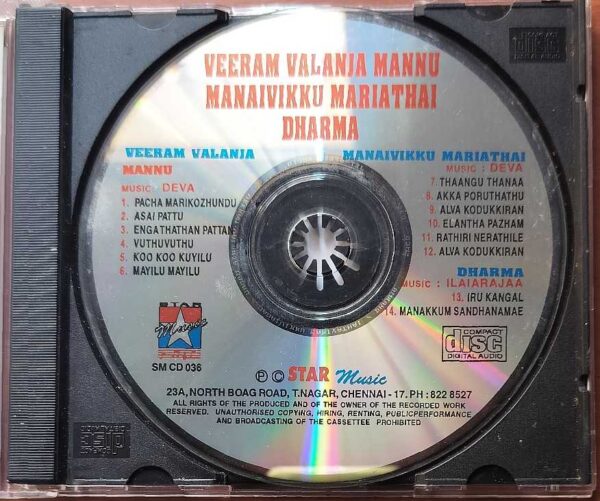 VEERAM VALANJA MANNU
MANAIVIKKU MARIATHAI
DHARMA
VEERAM VALANJA
MANNU
MUSIC : DEVA
1. PACHA MARIKOZHUNDU
2. ASAI PATTU
3. ENGATHATHAN PATTAN
4. VUTHUVUTHU
5. KOO KOO KUYILU
6. MAYILU MAYILU
MANAIVIKKU MARIATHAI
MUSIC : DEVA
7. THAANGU THANAA
8. AKKA PORUTHATHU
9. ALVA KODUKKIRAN
10. ELANTHA PAZHAM
11. RATHIRI NERATHILE
12. ALVA KODUKKIRAN
DHARMA
MUSIC : ILAIARAJAA
13. IRU KANGAL
14. MANAKKUM SANDHANAMAE
STAR
Music
SM CD 036
COMPACT
disc
DIGITAL AUDIO
P © STAR Music
23A, NORTH BOAG ROAD, T.NAGAR, CHENNAI - 17. PH : 822 8527
ALL RIGHTS OF THE PRODUCED AND OF THE OWNER OF THE RECORDED WORK
RESERVED. UNAUTHORISED COPYING, HIRING, RENTING, PUBLICPERFORMANCE
AND BROADCASTING OF THE CASSETTEE PROHIBITED
COMPACT
disc
DIGITAL AUDIO